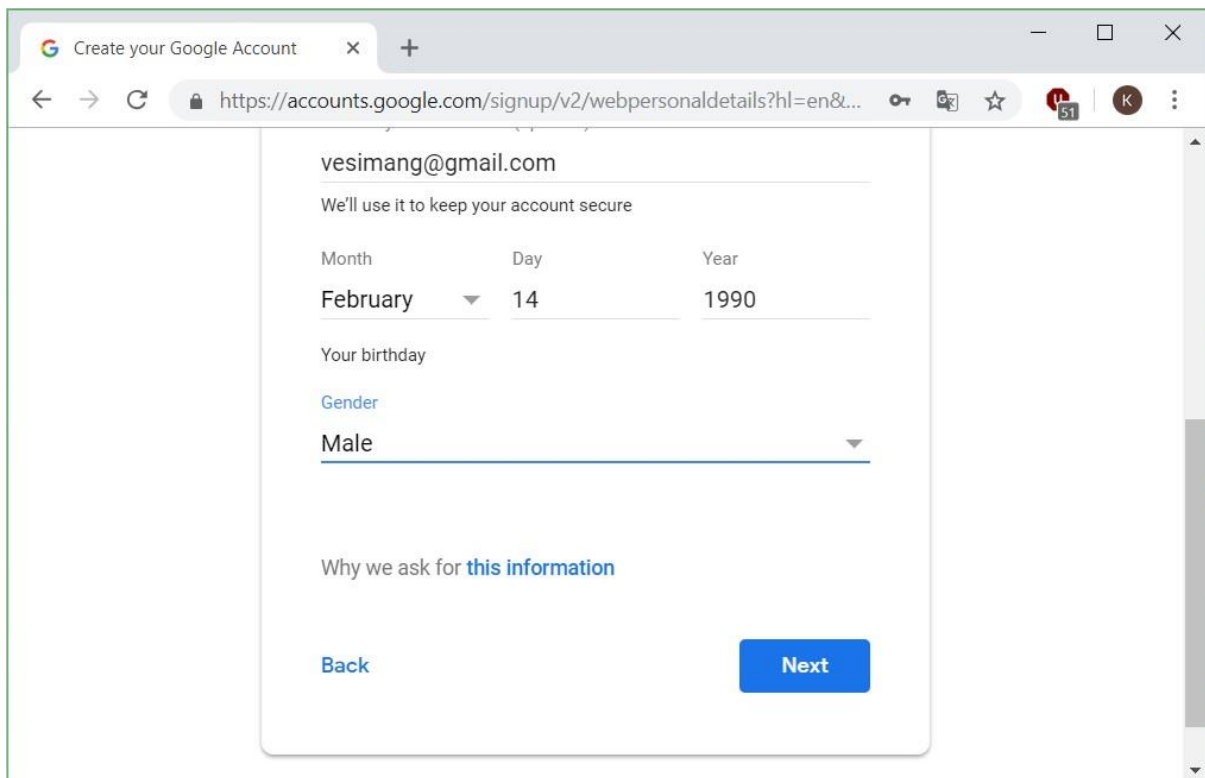 Create your Google Account
https://accounts.google.com/signup/v2/webpersonaldetails?hl=en&...
51
K
vesimang@gmail.com
We'll use it to keep your account secure
Month Day Year
February 14 1990
Your birthday
Gender
Male
Why we ask for this information
Back Next